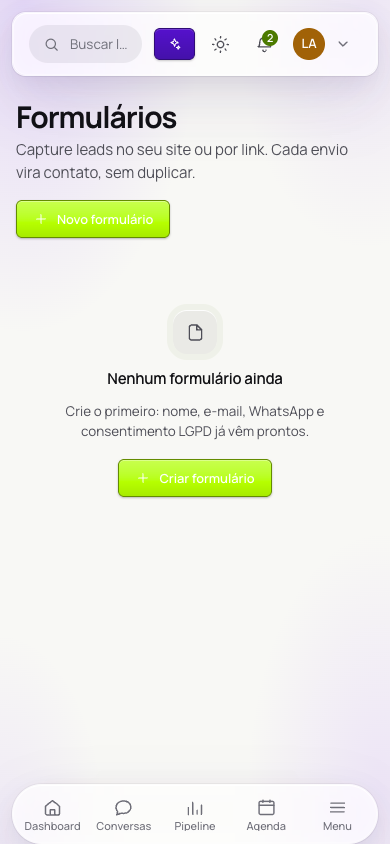 Buscar l...
2
LA
Formulários
Capture leads no seu site ou por link. Cada envio
vira contato, sem duplicar.
Novo formulário
Nenhum formulário ainda
Crie o primeiro: nome, e-mail, WhatsApp e
consentimento LGPD já vêm prontos.
Criar formulário
Dashboard Conversas Pipeline Agenda Menu